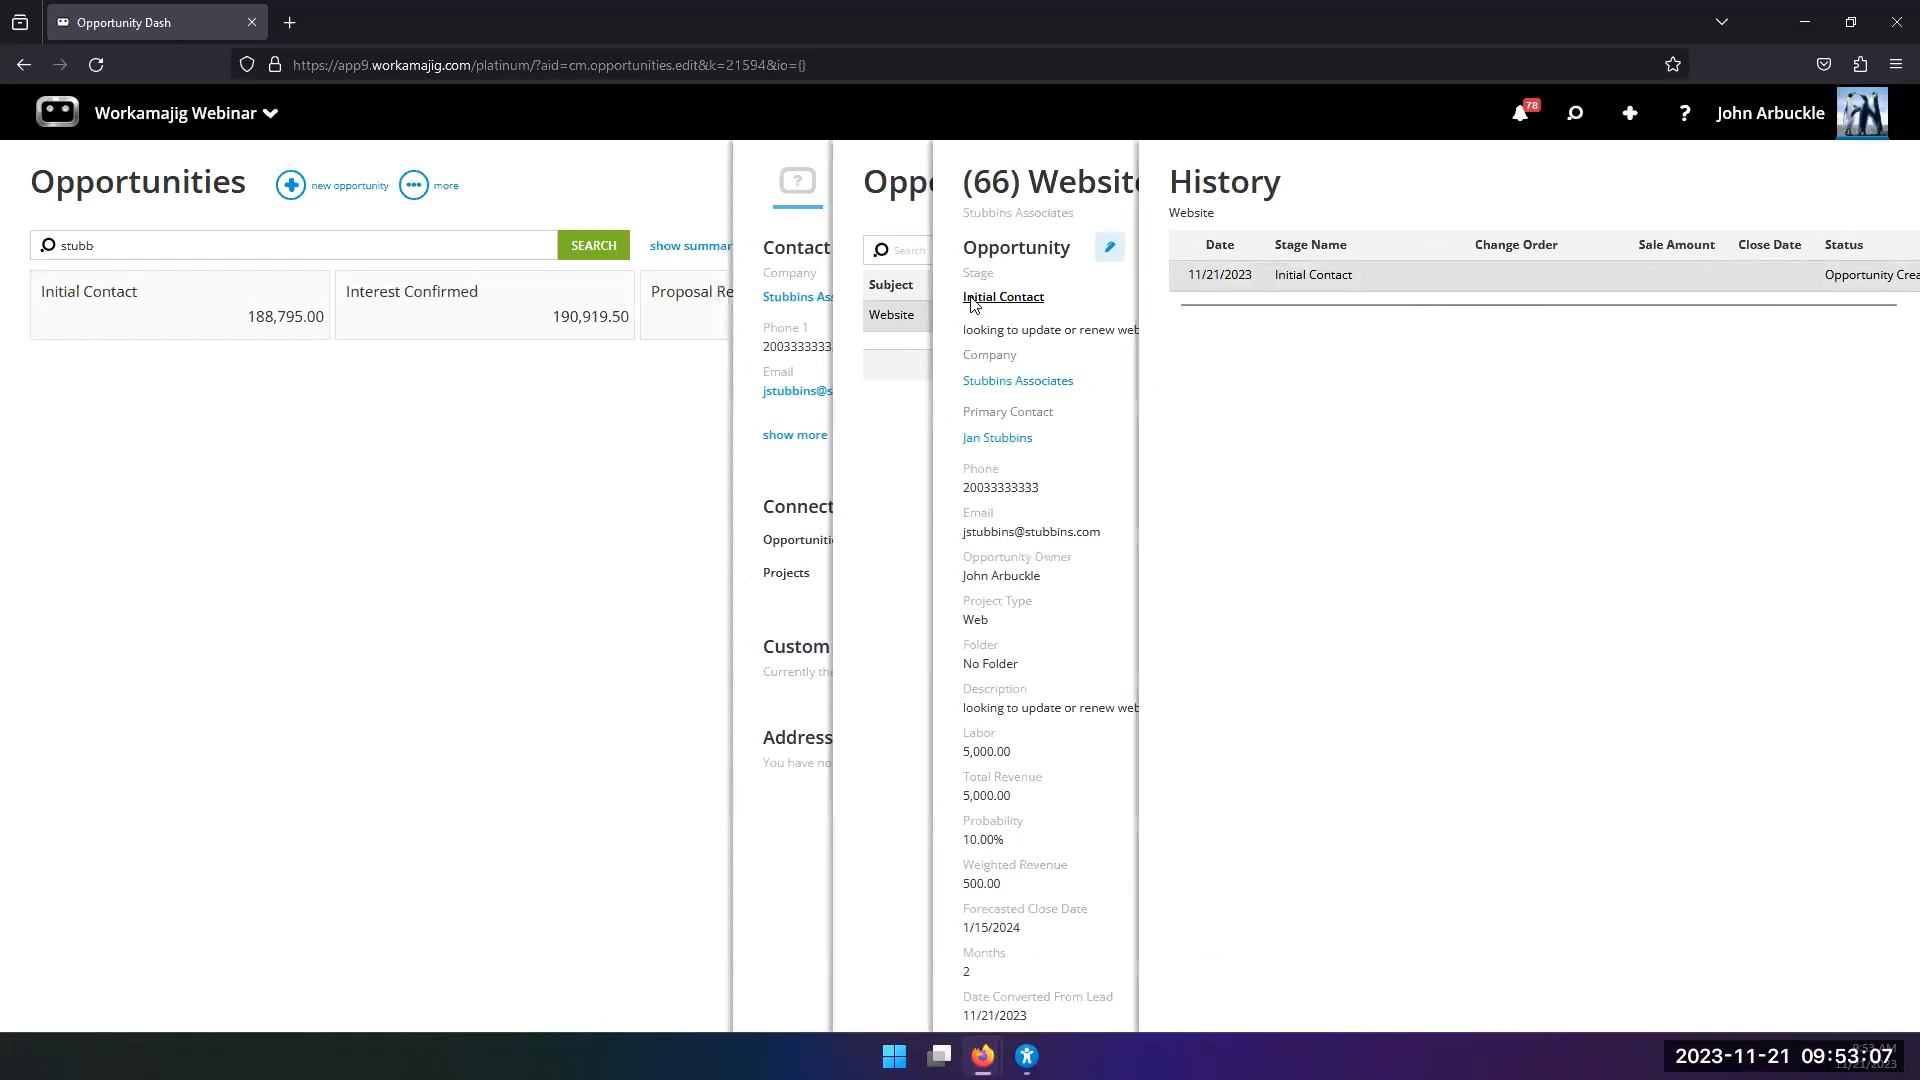 Opportunity Dash
https://app9.workamajig.com/platinum/?aid=cm.opportunities.edit&k=21594&io={}
Workamajig Webinar
78
?
John Arbuckle
Opportunities
new opportunity
more
stubb
SEARCH
show summar
Initial Contact
188,795.00
Interest Confirmed
190,919.50
Proposal Re
?
Contact
Company
Stubbins Ass
Phone 1
2003333333
Email
jstubbins@s
show more
Connect
Opportuniti
Projects
Custom
Currently the
Address
You have no
Oppo
Search
Subject
Website
(66) Website
Stubbins Associates
Opportunity
Stage
Initial Contact
looking to update or renew web
Company
Stubbins Associates
Primary Contact
Jan Stubbins
Phone
20033333333
Email
jstubbins@stubbins.com
Opportunity Owner
John Arbuckle
Project Type
Web
Folder
No Folder
Description
looking to update or renew web
Labor
5,000.00
Total Revenue
5,000.00
Probability
10.00%
Weighted Revenue
500.00
Forecasted Close Date
1/15/2024
Months
2
Date Converted From Lead
11/21/2023
History
Website
Date Stage Name Change Order Sale Amount Close Date Status
11/21/2023 Initial Contact Opportunity Crea
2023-11-21 09:53:07